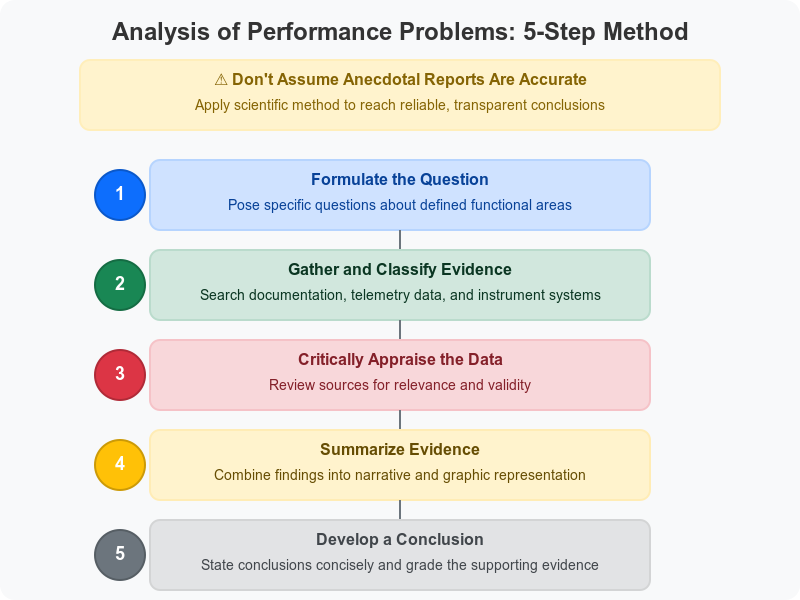 Analysis of Performance Problems: 5-Step Method
⚠ Don't Assume Anecdotal Reports Are Accurate
Apply scientific method to reach reliable, transparent conclusions
1
Formulate the Question
Pose specific questions about defined functional areas
2
Gather and Classify Evidence
Search documentation, telemetry data, and instrument systems
3
Critically Appraise the Data
Review sources for relevance and validity
4
Summarize Evidence
Combine findings into narrative and graphic representation
5
Develop a Conclusion
State conclusions concisely and grade the supporting evidence